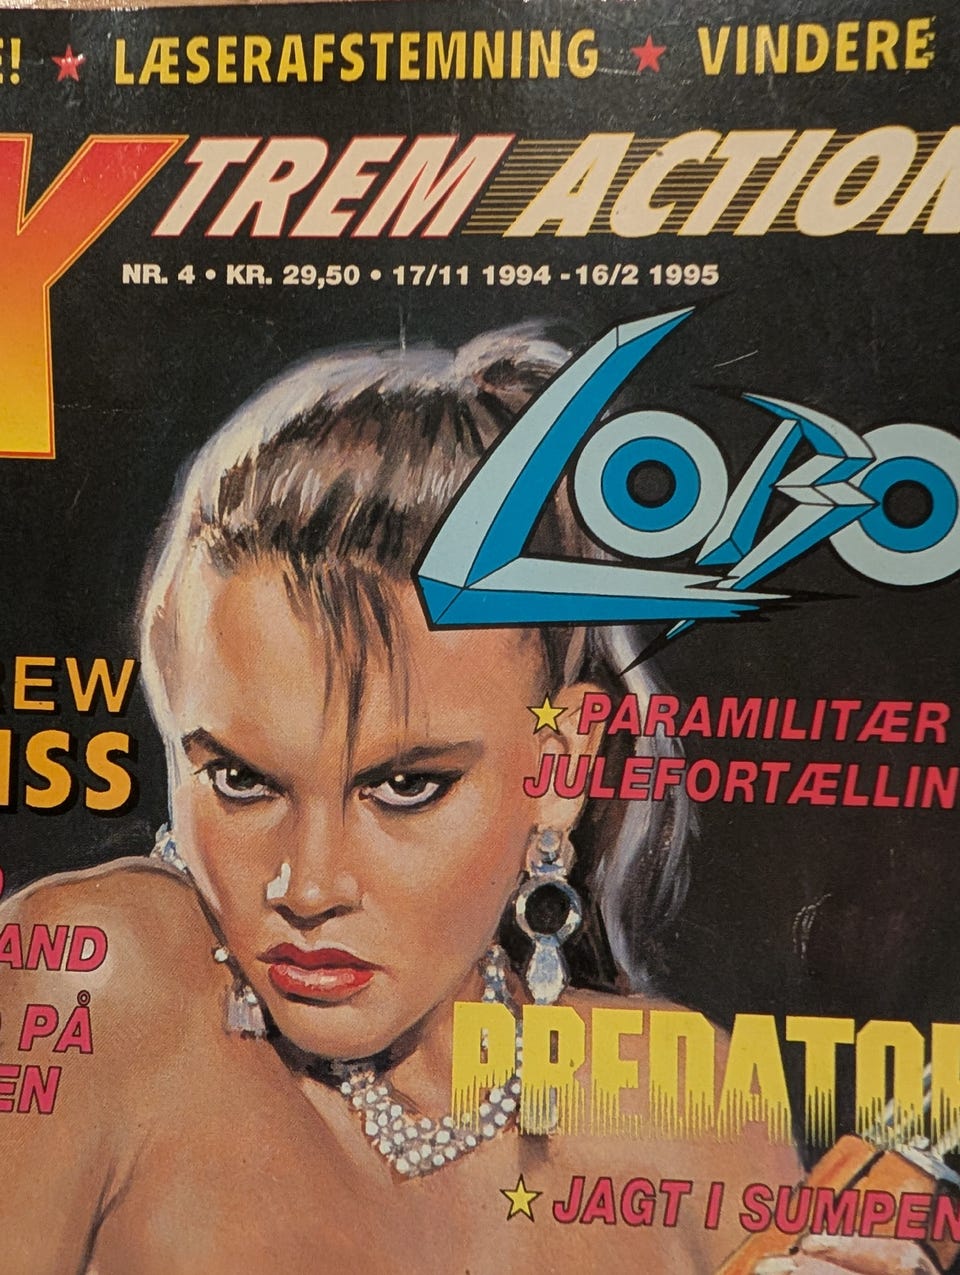 E! ★ LÆSERAFSTEMNING ★ VINDERE
Y TREM ACTION
NR. 4 • KR. 29,50 • 17/11 1994 - 16/2 1995
LOBO
★ PARAMILITÆR
JULEFORTÆLLIN
REW
ISS
AND
PÅ
EN
PREDATOR
★ JAGT I SUMPEN